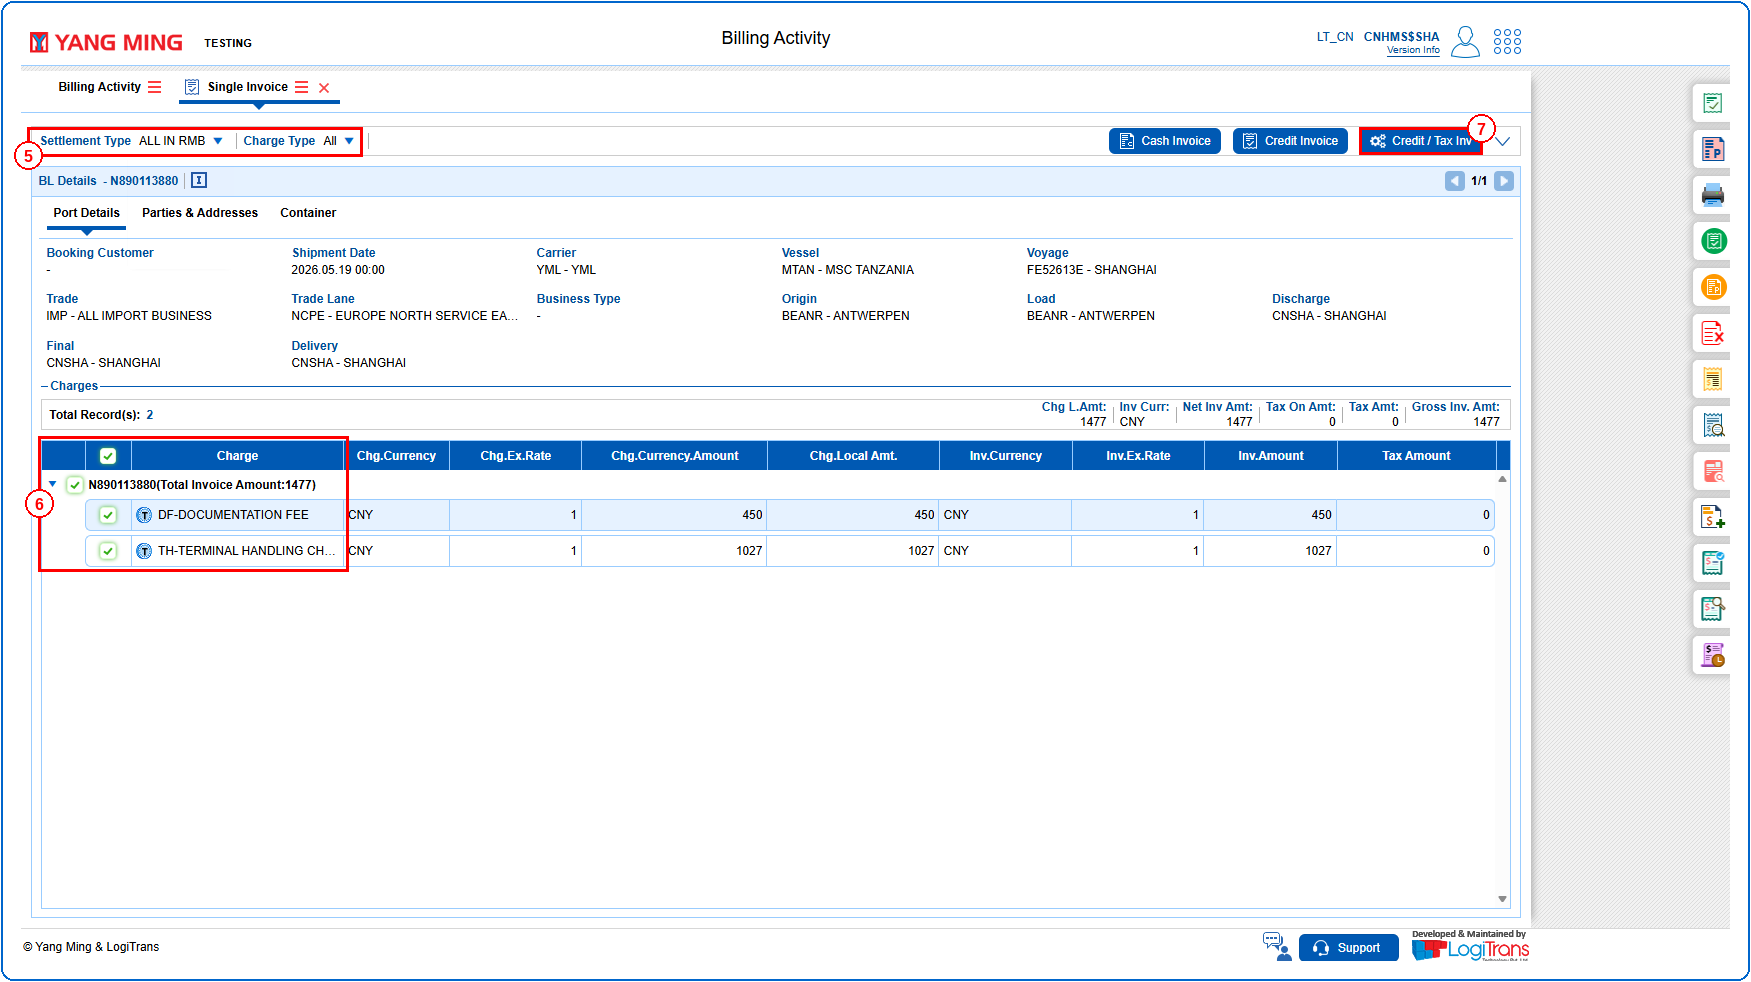 YANG MING TESTING
Billing Activity
LT_CN CNHMS$SHA
Version Info
Billing Activity
Single Invoice
5
Settlement Type ALL IN RMB
Charge Type All
Cash Invoice
Credit Invoice
Credit / Tax Inv
7
BL Details - N890113880
1/1
Port Details Parties & Addresses Container
Booking Customer Shipment Date Carrier Vessel Voyage
- 2026.05.19 00:00 YML - YML MTAN - MSC TANZANIA FE52613E - SHANGHAI
Trade Trade Lane Business Type Origin Load Discharge
IMP - ALL IMPORT BUSINESS NCPE - EUROPE NORTH SERVICE EA... - BEANR - ANTWERPEN BEANR - ANTWERPEN CNSHA - SHANGHAI
Final Delivery
CNSHA - SHANGHAI CNSHA - SHANGHAI
Charges
Total Record(s): 2
Chg L.Amt: Inv Curr: Net Inv Amt: Tax On Amt: Tax Amt: Gross Inv. Amt:
1477 CNY 1477 0 0 1477
Charge Chg.Currency Chg.Ex.Rate Chg.Currency.Amount Chg.Local Amt. Inv.Currency Inv.Ex.Rate Inv.Amount Tax Amount
6
N890113880(Total Invoice Amount:1477)
T DF-DOCUMENTATION FEE CNY 1 450 450 CNY 1 450 0
T TH-TERMINAL HANDLING CH... CNY 1 1027 1027 CNY 1 1027 0
© Yang Ming & LogiTrans
Support
Developed & Maintained by
LogiTrans